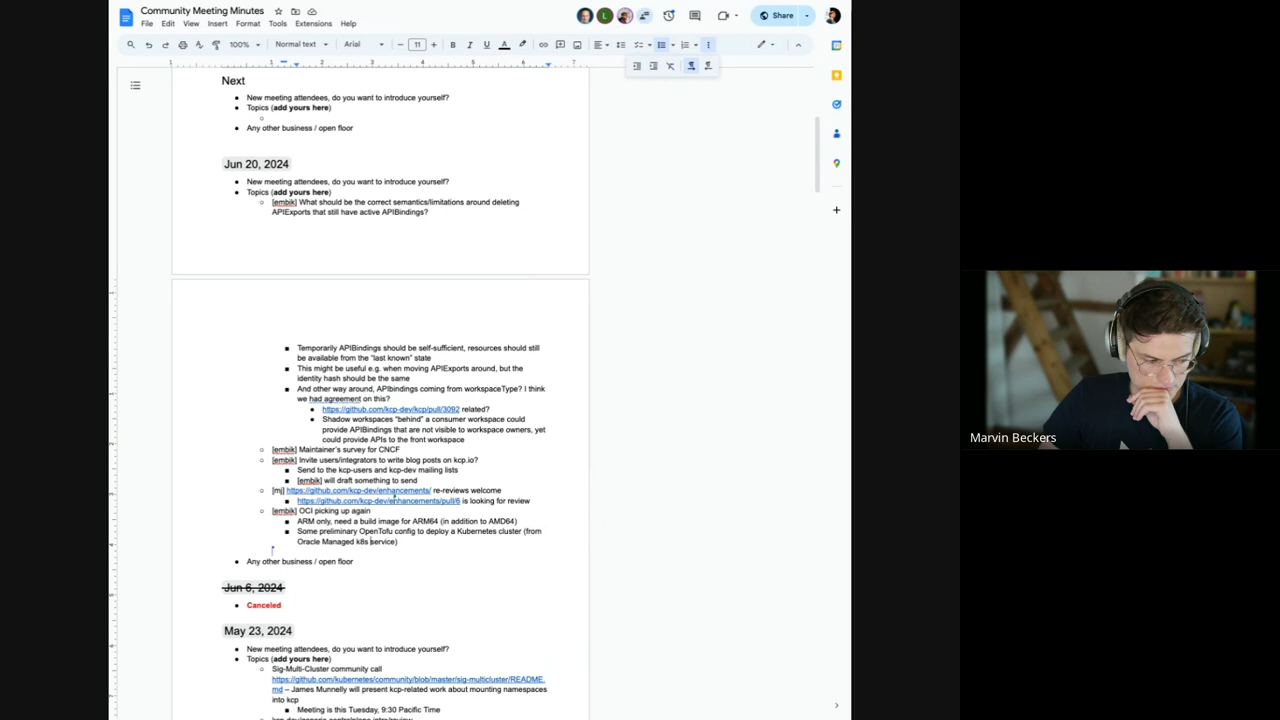 Community Meeting Minutes
Share
File Edit View Insert Format Tools Extensions Help
100% Normal text Arial 11
Next
New meeting attendees, do you want to introduce yourself?
Topics (add yours here)
Any other business / open floor
Jun 20, 2024
New meeting attendees, do you want to introduce yourself?
Topics (add yours here)
[embik] What should be the correct semantics/limitations around deleting
APIExports that still have active APIBindings?
Temporarily APIBindings should be self-sufficient, resources should still
be available from the “last known” state
This might be useful e.g. when moving APIExports around, but the
identity hash should be the same
And other way around, APIbindings coming from workspaceType? I think
we had agreement on this?
https://github.com/kcp-dev/kcp/pull/3092 related?
Shadow workspaces “behind” a consumer workspace could
provide APIBindings that are not visible to workspace owners, yet
could provide APIs to the front workspace
[embik] Maintainer’s survey for CNCF
[embik] Invite users/integrators to write blog posts on kcp.io?
Send to the kcp-users and kcp-dev mailing lists
[embik] will draft something to send
[mj] https://github.com/kcp-dev/enhancements/ re-reviews welcome
https://github.com/kcp-dev/enhancements/pull/6 is looking for review
[embik] OCI picking up again
ARM only, need a build image for ARM64 (in addition to AMD64)
Some preliminary OpenTofu config to deploy a Kubernetes cluster (from
Oracle Managed k8s service)
Any other business / open floor
Jun 6, 2024
Canceled
May 23, 2024
New meeting attendees, do you want to introduce yourself?
Topics (add yours here)
Sig-Multi-Cluster community call
https://github.com/kubernetes/community/blob/master/sig-multicluster/README.
md – James Munnelly will present kcp-related work about mounting namespaces
into kcp
Meeting is this Tuesday, 9:30 Pacific Time
Marvin Beckers